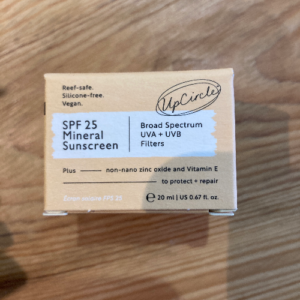 Reef-safe.
Silicone-free.
Vegan.
UpCircle
SPF 25
Mineral
Sunscreen
Broad Spectrum
UVA + UVB
Filters
Plus
non-nano zinc oxide and Vitamin E
to protect + repair
℮ 20 ml | US 0.67 fl. oz.